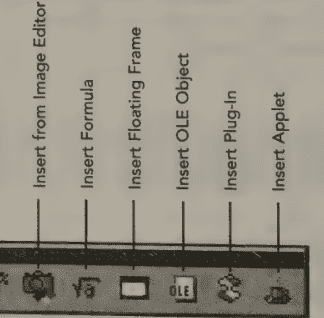 Insert from Image Editor
Insert Formula
Insert Floating Frame
Insert OLE Object
Insert Plug-In
Insert Applet
√a
OLE